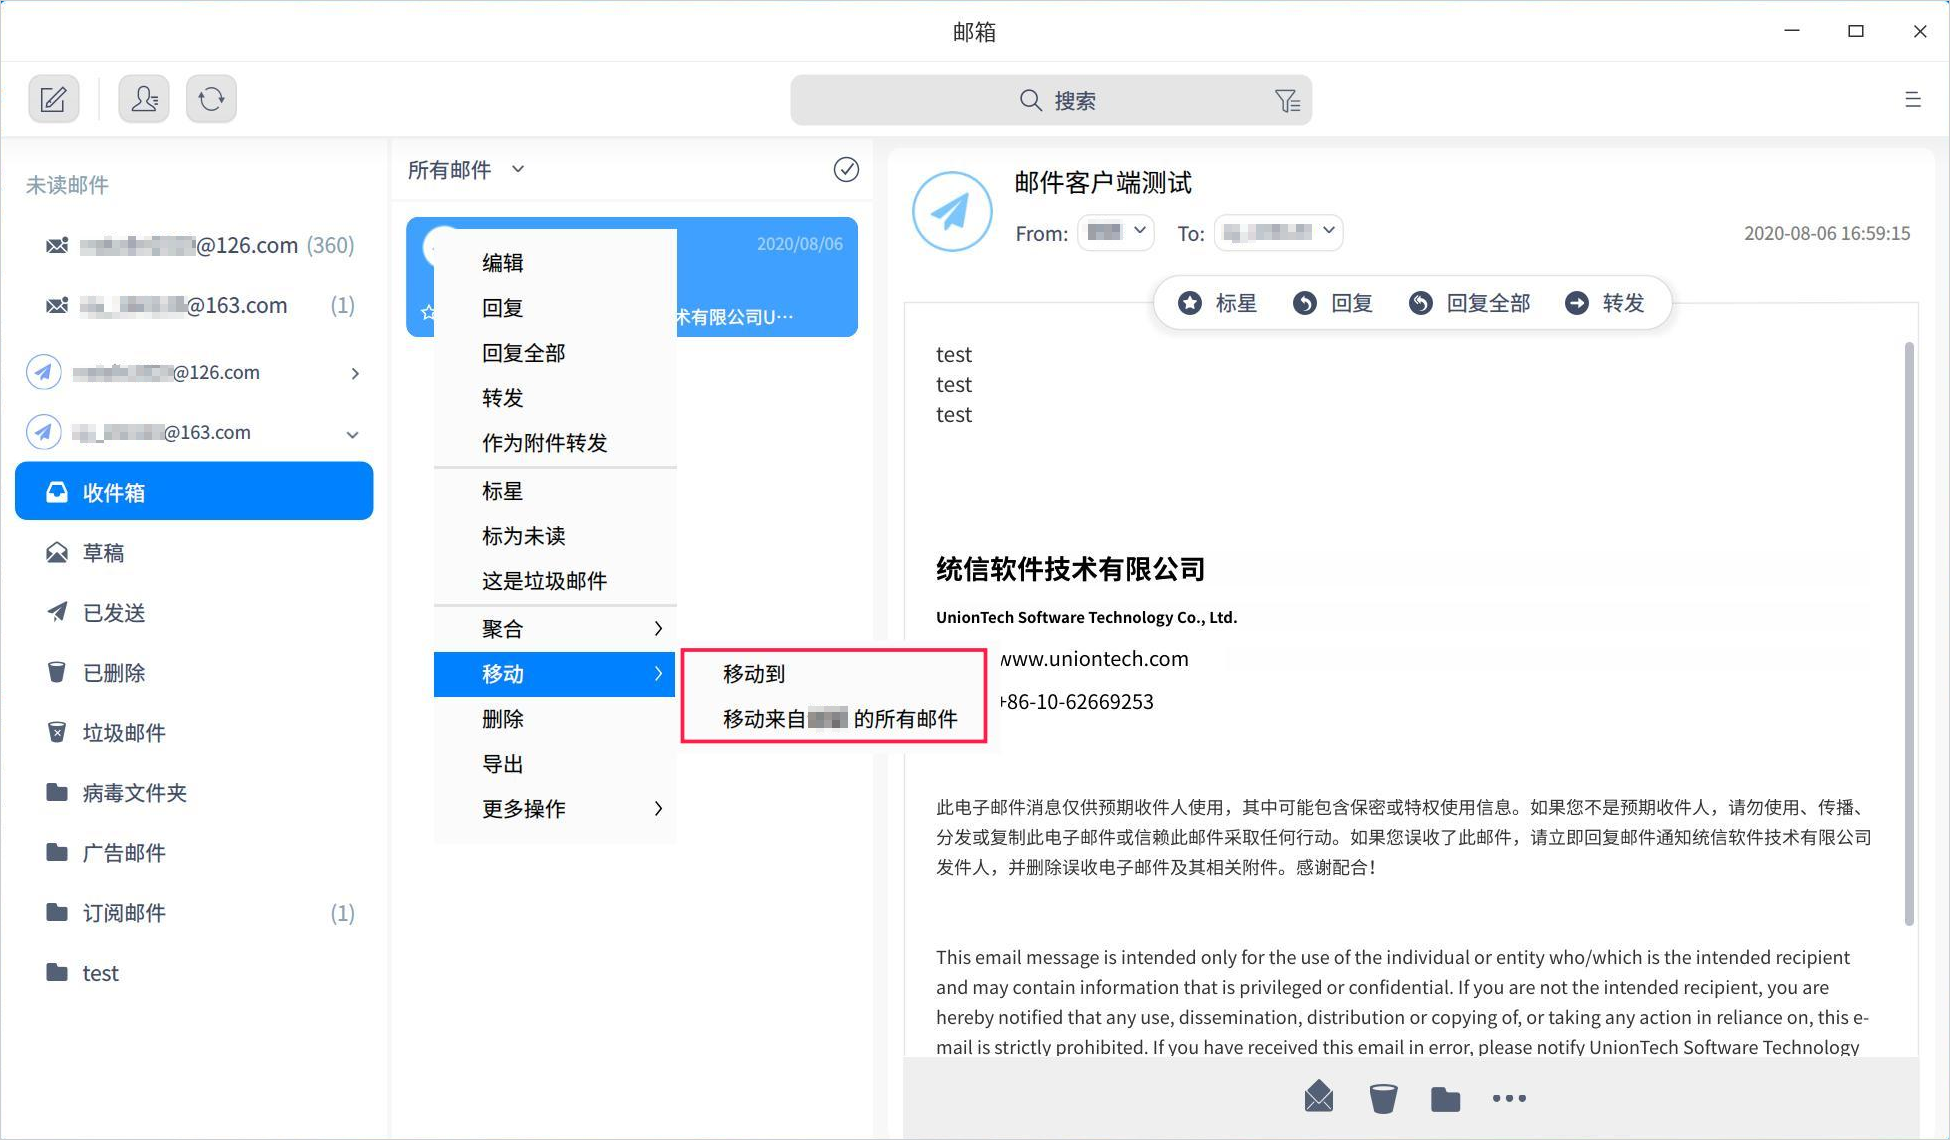 邮箱
搜索
未读邮件
@126.com (360)
@163.com (1)
@126.com
@163.com
收件箱
草稿
已发送
已删除
垃圾邮件
病毒文件夹
广告邮件
订阅邮件 (1)
test
所有邮件
2020/08/06
术有限公司U···
编辑
回复
回复全部
转发
作为附件转发
标星
标为未读
这是垃圾邮件
聚合
移动
删除
导出
更多操作
移动到
移动来自 的所有邮件
邮件客户端测试
From: To:
2020-08-06 16:59:15
标星 回复 回复全部 转发
test
test
test
统信软件技术有限公司
UnionTech Software Technology Co., Ltd.
www.uniontech.com
+86-10-62669253
此电子邮件消息仅供预期收件人使用，其中可能包含保密或特权使用信息。如果您不是预期收件人，请勿使用、传播、
分发或复制此电子邮件或信赖此邮件采取任何行动。如果您误收了此邮件，请立即回复邮件通知统信软件技术有限公司
发件人，并删除误收电子邮件及其相关附件。感谢配合！
This email message is intended only for the use of the individual or entity who/which is the intended recipient
and may contain information that is privileged or confidential. If you are not the intended recipient, you are
hereby notified that any use, dissemination, distribution or copying of, or taking any action in reliance on, this e-
mail is strictly prohibited. If you have received this email in error, please notify UnionTech Software Technology